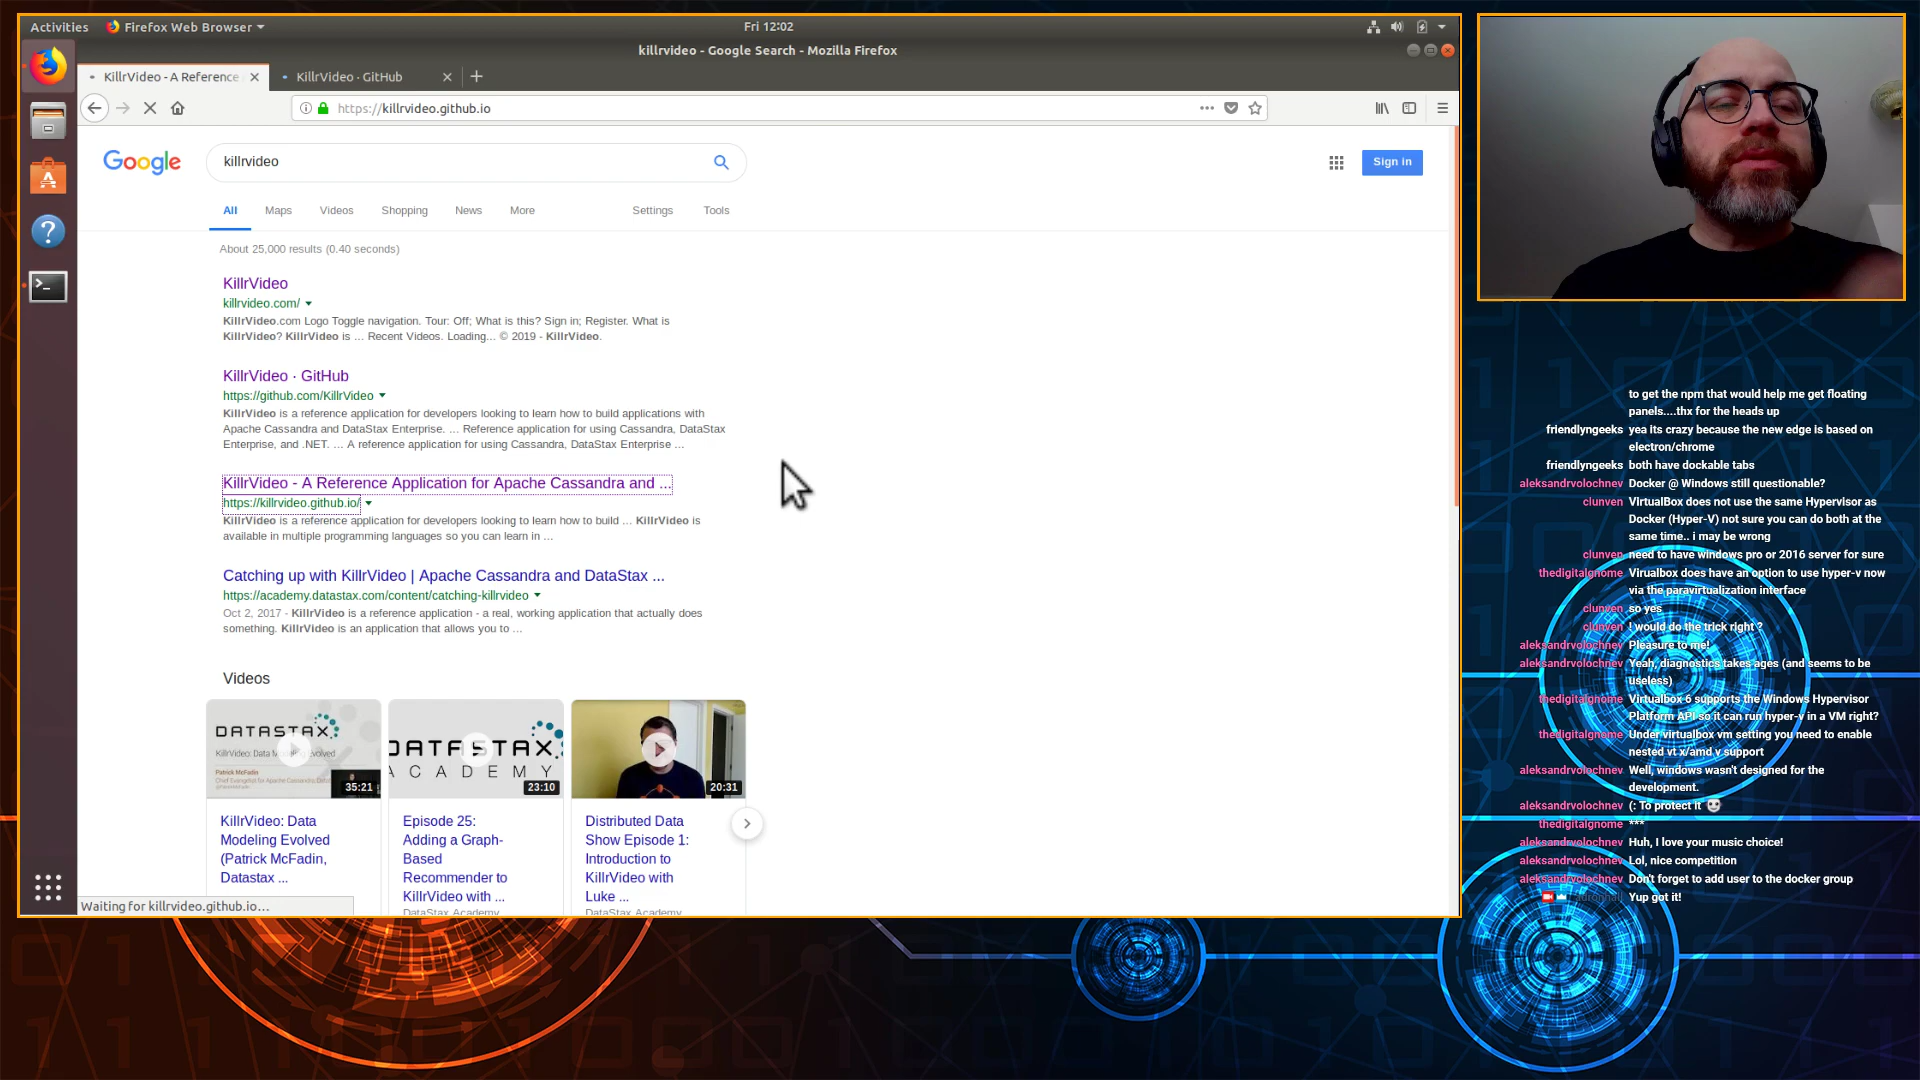 Activities
Firefox Web Browser
Fri 12:02
killrvideo - Google Search - Mozilla Firefox
KillrVideo - A Reference
KillrVideo · GitHub
https://killrvideo.github.io
Google
killrvideo
Sign in
All
Maps
Videos
Shopping
News
More
Settings
Tools
About 25,000 results (0.40 seconds)
KillrVideo
killrvideo.com/
KillrVideo.com Logo Toggle navigation. Tour: Off; What is this? Sign in; Register. What is
KillrVideo? KillrVideo is ... Recent Videos. Loading... © 2019 - KillrVideo.
KillrVideo · GitHub
https://github.com/KillrVideo
KillrVideo is a reference application for developers looking to learn how to build applications with
Apache Cassandra and DataStax Enterprise. ... Reference application for using Cassandra, DataStax
Enterprise, and .NET. ... A reference application for using Cassandra, DataStax Enterprise ...
KillrVideo - A Reference Application for Apache Cassandra and ...
https://killrvideo.github.io/
KillrVideo is a reference application for developers looking to learn how to build ... KillrVideo is
available in multiple programming languages so you can learn in ...
Catching up with KillrVideo | Apache Cassandra and DataStax ...
https://academy.datastax.com/content/catching-killrvideo
Oct 2, 2017 - KillrVideo is a reference application - a real, working application that actually does
something. KillrVideo is an application that allows you to ...
Videos
DATASTAX
KillrVideo: Data Modeling Evolved
Patrick McFadin
35:21
DATASTAX
ACADEMY
23:10
20:31
KillrVideo: Data
Modeling Evolved
(Patrick McFadin,
Datastax ...
Episode 25:
Adding a Graph-
Based
Recommender to
KillrVideo with ...
DataStax Academy
Distributed Data
Show Episode 1:
Introduction to
KillrVideo with
Luke ...
DataStax Academy
Waiting for killrvideo.github.io...
to get the npm that would help me get floating
panels....thx for the heads up
friendlyngeeks yea its crazy because the new edge is based on
electron/chrome
friendlyngeeks both have dockable tabs
aleksandrvolochnev Docker @ Windows still questionable?
clunven VirtualBox does not use the same Hypervisor as
Docker (Hyper-V) not sure you can do both at the
same time.. i may be wrong
clunven need to have windows pro or 2016 server for sure
thedigitalgnome Virualbox does have an option to use hyper-v now
via the paravirtualization interface
clunven so yes
clunven ! would do the trick right ?
aleksandrvolochnev Pleasure to me!
aleksandrvolochnev Yeah, diagnostics takes ages (and seems to be
useless)
thedigitalgnome Virtualbox 6 supports the Windows Hypervisor
Platform API so it can run hyper-v in a VM right?
thedigitalgnome Under virtualbox vm setting you need to enable
nested vt x/amd v support
aleksandrvolochnev Well, windows wasn't designed for the
development.
aleksandrvolochnev (: To protect it
thedigitalgnome ***
aleksandrvolochnev Huh, I love your music choice!
aleksandrvolochnev Lol, nice competition
aleksandrvolochnev Don't forget to add user to the docker group
Yup got it!